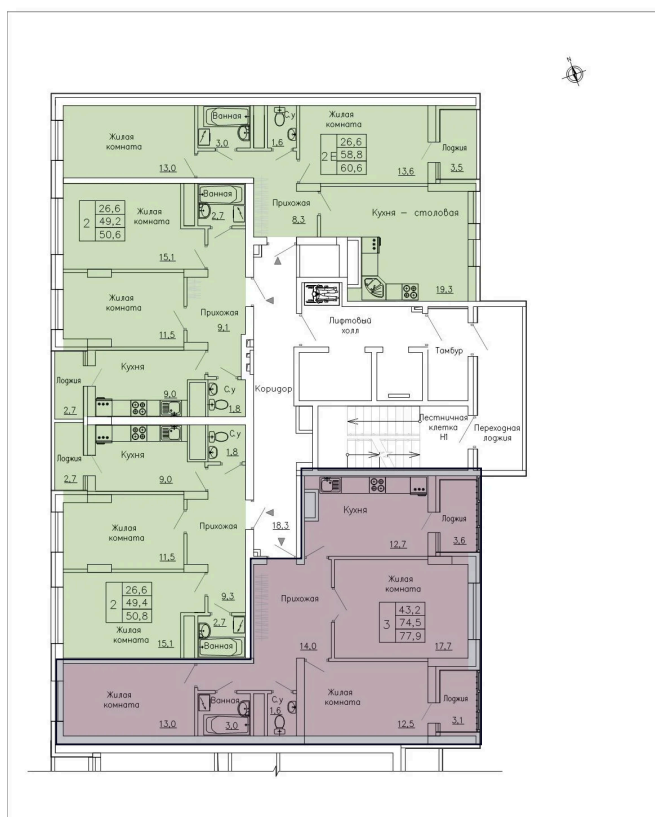 N
Жилая
комната
13,0
Ванная
3,0
С.у
1,6
Жилая
комната
2Е
26,6
58,8
60,6
13,6
Лоджия
3,5
Прихожая
8,3
Кухня – столовая
19,3
2
26,6
49,2
50,6
Жилая
комната
15,1
Ванная
2,7
Жилая
комната
11,5
Прихожая
9,1
Кухня
9,0
Лоджия
2,7
С.у
1,8
Лифтовый
холл
Тамбур
Коридор
18,3
Лестничная
клетка
Н1
Переходная
лоджия
Лоджия
2,7
Кухня
9,0
С.у
1,8
Жилая
комната
11,5
Прихожая
9,3
2
26,6
49,4
50,8
Жилая
комната
15,1
2,7
Ванная
Кухня
12,7
Лоджия
3,6
Прихожая
14,0
Жилая
комната
3
43,2
74,5
77,9
17,7
Жилая
комната
13,0
Ванная
3,0
С.у
1,6
Жилая
комната
12,5
Лоджия
3,1